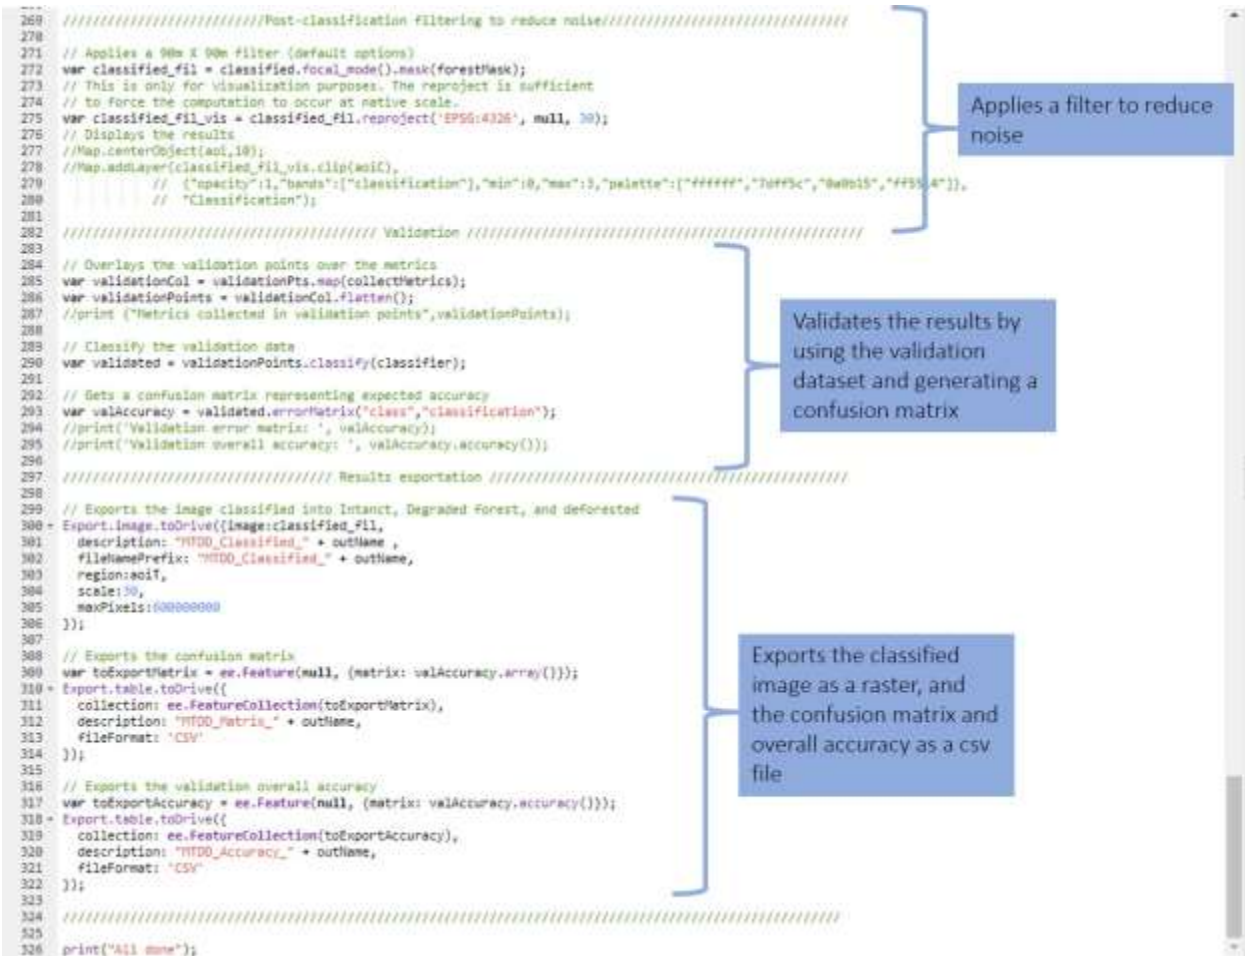 269 ///////////////////////////Post-classification filtering to reduce noise/////////////////////////////////
270
271 // Applies a 90m X 90m filter (default options)
272 var classified_fil = classified.focal_mode().mask(forestMask);
273 // This is only for visualization purposes. The reproject is sufficient
274 // to force the computation to occur at native scale.
275 var classified_fil_vis = classified_fil.reproject('EPSG:4326', null, 30);
276 // Displays the results
277 //Map.centerObject(aoi,10);
278 //Map.addLayer(classified_fil_vis.clip(aoiC),
279 // {"opacity":1,"bands":["classification"],"min":0,"max":3,"palette":["ffffff","7dff5c",
280 // "Classification");
281
282 ////////////////////////////////////////// Validation /////////////////////////////////////////////////////
283
284 // Overlays the validation points over the metrics
285 var validationCol = validationPts.map(collectMetrics);
286 var validationPoints = validationCol.flatten();
287 //print ("Metrics collected in validation points",validationPoints);
288
289 // Classify the validation data
290 var validated = validationPoints.classify(classifier);
291
292 // Gets a confusion matrix representing expected accuracy
293 var valAccuracy = validated.errorMatrix("class","classification");
294 //print('Validation error matrix: ', valAccuracy);
295 //print('Validation overall accuracy: ', valAccuracy.accuracy());
296
297 //////////////////////////////////// Results exportation ////////////////////////////////////////////////
298
299 // Exports the image classified into Intanct, Degraded Forest, and deforested
300 Export.image.toDrive({image:classified_fil,
301 description: "MTDD_Classified_" + outName ,
302 fileNamePrefix: "MTDD_Classified_" + outName,
303 region:aoiT,
304 scale:30,
305 maxPixels:600000000
306 });
307
308 // Exports the confusion matrix
309 var toExportMatrix = ee.Feature(null, {matrix: valAccuracy.array()});
310 Export.table.toDrive({
311 collection: ee.FeatureCollection(toExportMatrix),
312 description: "MTDD_Matrix_" + outName,
313 fileFormat: 'CSV'
314 });
315
316 // Exports the validation overall accuracy
317 var toExportAccuracy = ee.Feature(null, {matrix: valAccuracy.accuracy()});
318 Export.table.toDrive({
319 collection: ee.FeatureCollection(toExportAccuracy),
320 description: "MTDD_Accuracy_" + outName,
321 fileFormat: 'CSV'
322 });
323
324 /////////////////////////////////////////////////////////////////////////////////////////////////////////
325
326 print("All done");
Applies a filter to reduce
noise
Validates the results by
using the validation
dataset and generating a
confusion matrix
Exports the classified
image as a raster, and
the confusion matrix and
overall accuracy as a csv
file